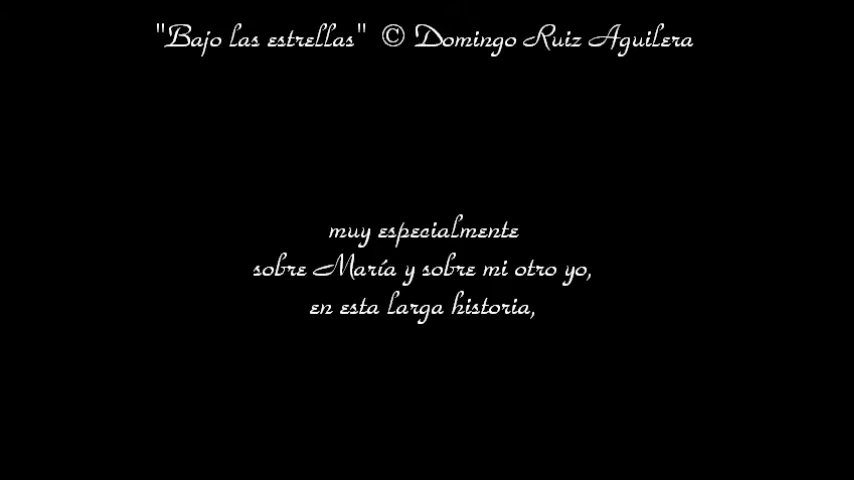 "Bajo las estrellas" © Domingo Ruiz Aguilera
muy especialmente
sobre María y sobre mi otro yo,
en esta larga historia,